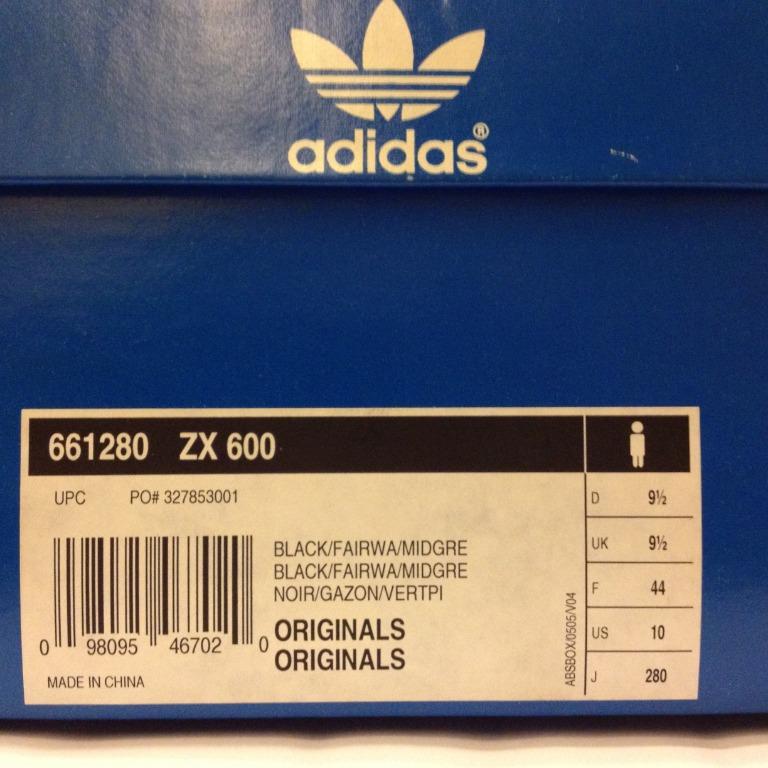 adidas®
661280 ZX 600
UPC PO# 327853001
BLACK/FAIRWA/MIDGRE
BLACK/FAIRWA/MIDGRE
NOIR/GAZON/VERTPI
ORIGINALS
ORIGINALS
0 98095 46702 0
MADE IN CHINA
ABSBOX/0505/V04
D 9½
UK 9½
F 44
US 10
J 280